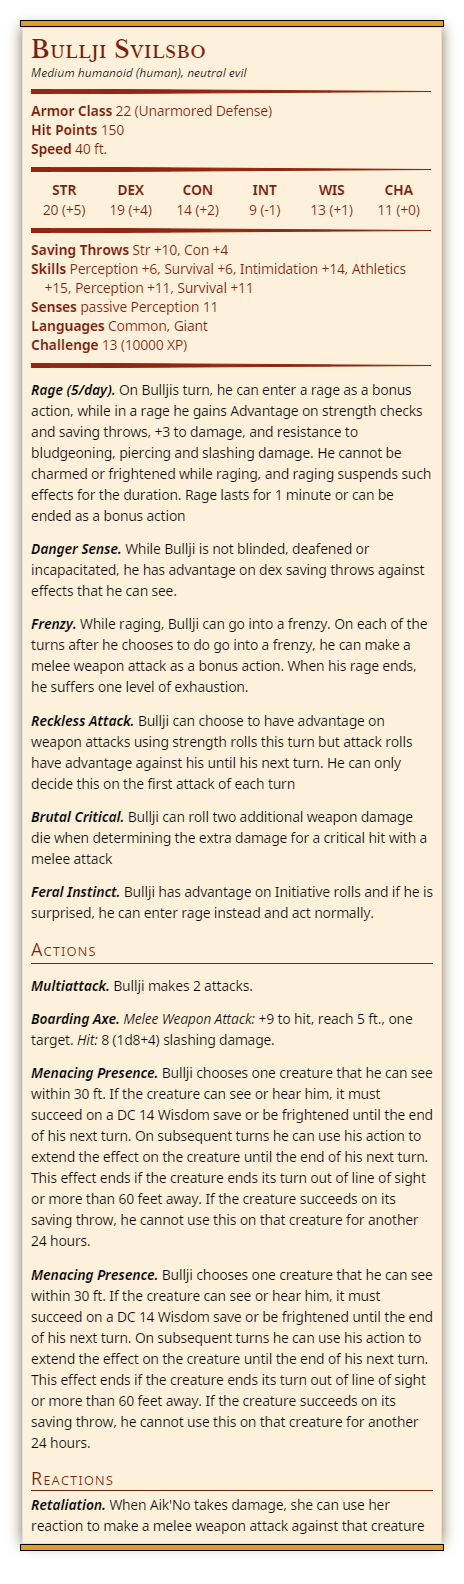 Bullji Svilsbo
Medium humanoid (human), neutral evil
Armor Class 22 (Unarmored Defense)
Hit Points 150
Speed 40 ft.
STR DEX CON INT WIS CHA
20 (+5) 19 (+4) 14 (+2) 9 (-1) 13 (+1) 11 (+0)
Saving Throws Str +10, Con +4
Skills Perception +6, Survival +6, Intimidation +14, Athletics
+15, Perception +11, Survival +11
Senses passive Perception 11
Languages Common, Giant
Challenge 13 (10000 XP)
Rage (5/day). On Bulljis turn, he can enter a rage as a bonus
action, while in a rage he gains Advantage on strength checks
and saving throws, +3 to damage, and resistance to
bludgeoning, piercing and slashing damage. He cannot be
charmed or frightened while raging, and raging suspends such
effects for the duration. Rage lasts for 1 minute or can be
ended as a bonus action
Danger Sense. While Bullji is not blinded, deafened or
incapacitated, he has advantage on dex saving throws against
effects that he can see.
Frenzy. While raging, Bullji can go into a frenzy. On each of the
turns after he chooses to do go into a frenzy, he can make a
melee weapon attack as a bonus action. When his rage ends,
he suffers one level of exhaustion.
Reckless Attack. Bullji can choose to have advantage on
weapon attacks using strength rolls this turn but attack rolls
have advantage against his until his next turn. He can only
decide this on the first attack of each turn
Brutal Critical. Bullji can roll two additional weapon damage
die when determining the extra damage for a critical hit with a
melee attack
Feral Instinct. Bullji has advantage on Initiative rolls and if he is
surprised, he can enter rage instead and act normally.
Actions
Multiattack. Bullji makes 2 attacks.
Boarding Axe. Melee Weapon Attack: +9 to hit, reach 5 ft., one
target. Hit: 8 (1d8+4) slashing damage.
Menacing Presence. Bullji chooses one creature that he can see
within 30 ft. If the creature can see or hear him, it must
succeed on a DC 14 Wisdom save or be frightened until the end
of his next turn. On subsequent turns he can use his action to
extend the effect on the creature until the end of his next turn.
This effect ends if the creature ends its turn out of line of sight
or more than 60 feet away. If the creature succeeds on its
saving throw, he cannot use this on that creature for another
24 hours.
Menacing Presence. Bullji chooses one creature that he can see
within 30 ft. If the creature can see or hear him, it must
succeed on a DC 14 Wisdom save or be frightened until the end
of his next turn. On subsequent turns he can use his action to
extend the effect on the creature until the end of his next turn.
This effect ends if the creature ends its turn out of line of sight
or more than 60 feet away. If the creature succeeds on its
saving throw, he cannot use this on that creature for another
24 hours.
Reactions
Retaliation. When Aik'No takes damage, she can use her
reaction to make a melee weapon attack against that creature